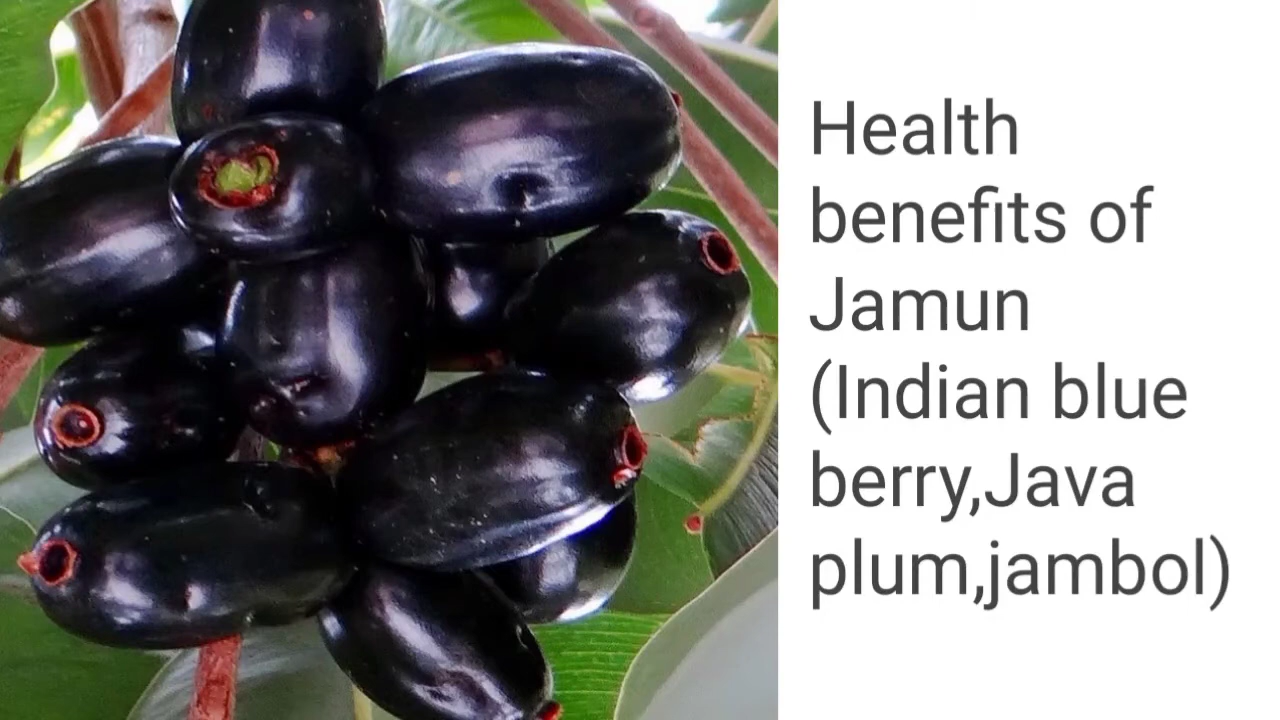 Health
benefits of
Jamun
(Indian blue
berry,Java
plum,jambol)